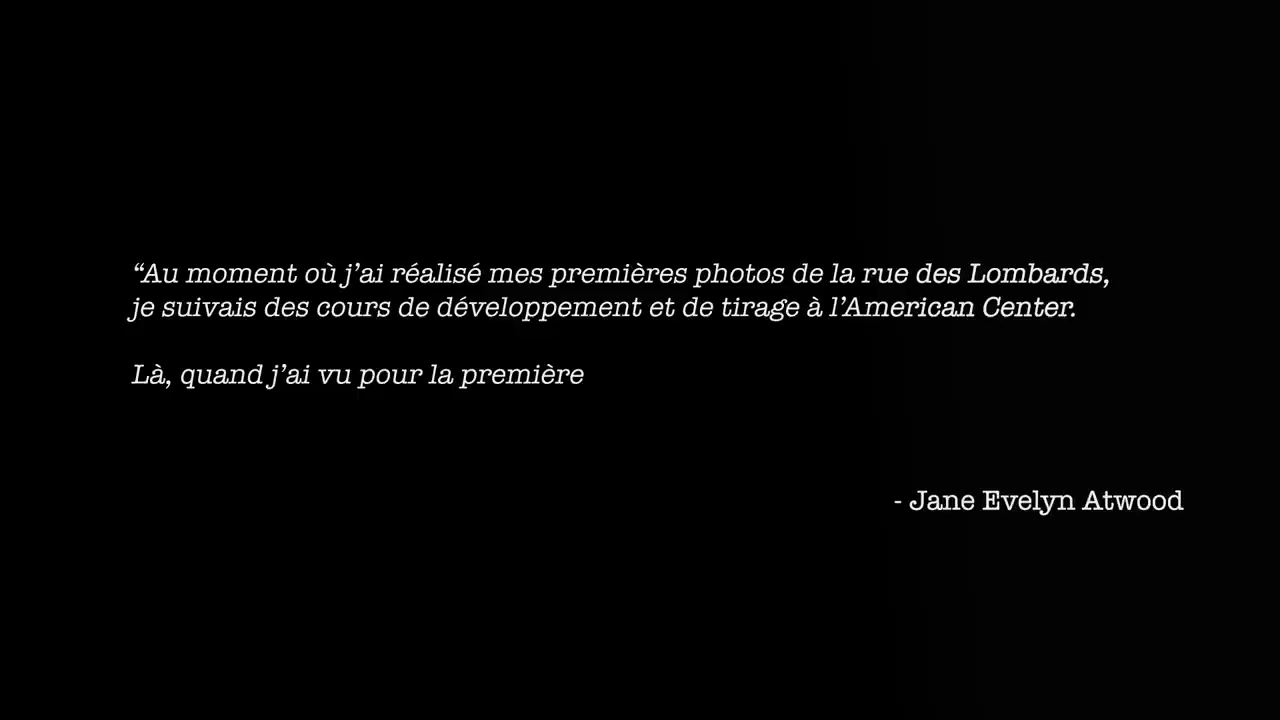 “Au moment où j’ai réalisé mes premières photos de la rue des Lombards,
je suivais des cours de développement et de tirage à l’American Center.
Là, quand j’ai vu pour la première
- Jane Evelyn Atwood